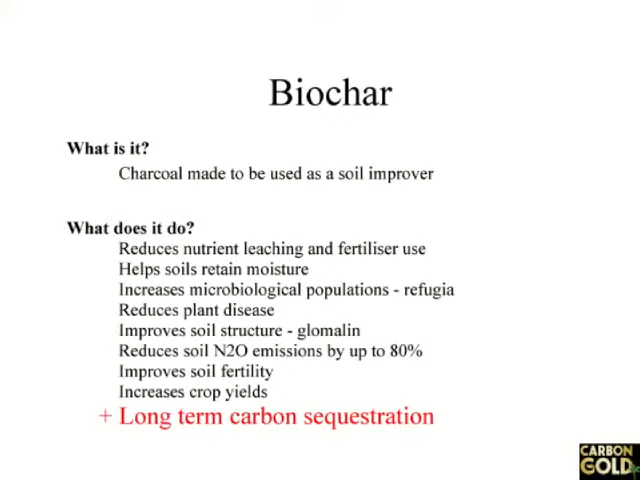 Biochar
What is it?
Charcoal made to be used as a soil improver
What does it do?
Reduces nutrient leaching and fertiliser use
Helps soils retain moisture
Increases microbiological populations - refugia
Reduces plant disease
Improves soil structure - glomalin
Reduces soil N2O emissions by up to 80%
Improves soil fertility
Increases crop yields
+ Long term carbon sequestration
CARBON
GOLD